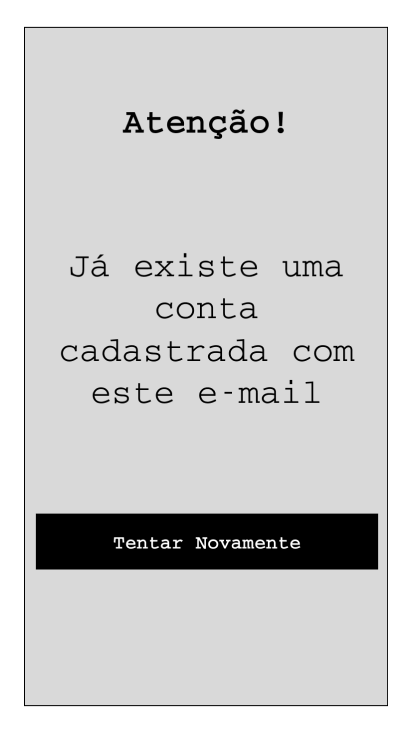 Atenção!
Já existe uma
conta
cadastrada com
este e-mail
Tentar Novamente